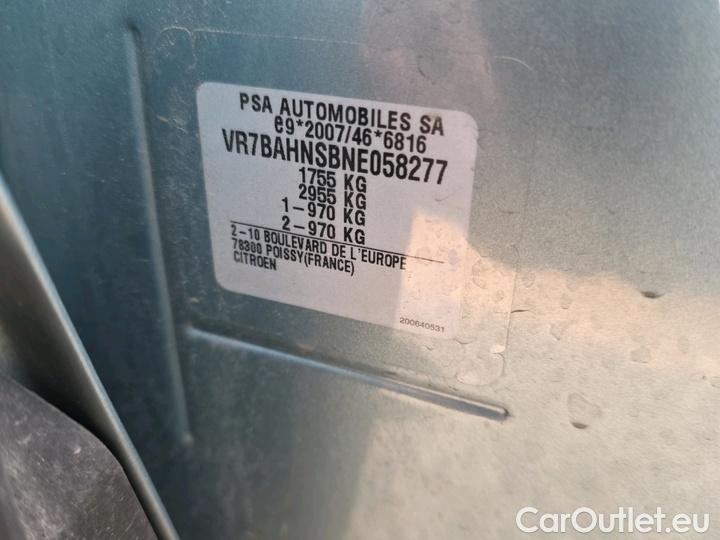 PSA AUTOMOBILES SA
e9*2007/46*6816
VR7BAHNSBNE058277
1755 KG
2955 KG
1-970 KG
2-970 KG
2-10 BOULEVARD DE L'EUROPE
78300 POISSY(FRANCE)
CITROEN
200640531
CarOutlet.eu